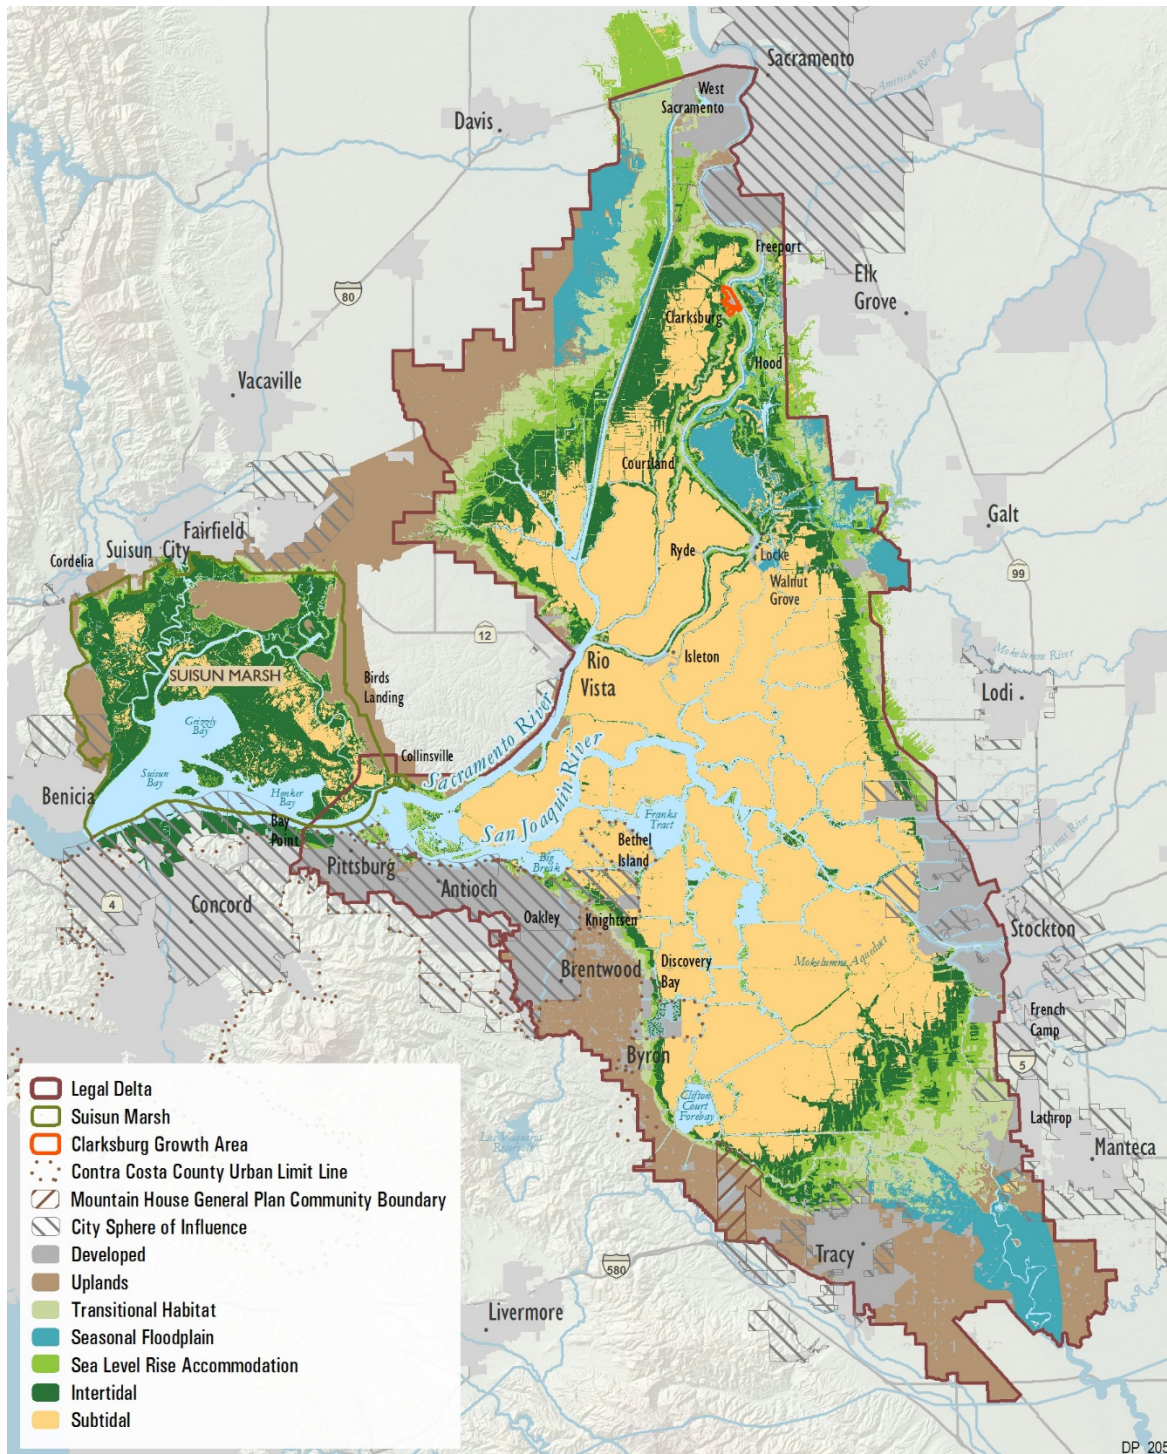 Sacramento
American River
West
Sacramento
Davis
Freeport
Elk
Grove
80
Clarksburg
Hood
Vacaville
Courtland
Galt
Fairfield
Suisun City
Cordelia
Ryde
Locke
99
Walnut
Grove
12
Mokelumne River
Isleton
Rio
Vista
SUISUN MARSH
Birds
Landing
Lodi
Grizzly
Bay
Collinsville
Sacramento River
Suisun
Bay
Honker
Bay
Benicia
San Joaquin River
Franks
Tract
Bay
Point
Bethel
Island
Pittsburg
Big
Break
Antioch
4
Concord
Oakley
Knightsen
Stockton
Brentwood
Discovery
Bay
Mokelumne Aqueduct
French
Camp
Byron
5
Clifton
Court
Forebay
Lathrop
Manteca
Tracy
580
Livermore
Legal Delta
Suisun Marsh
Clarksburg Growth Area
Contra Costa County Urban Limit Line
Mountain House General Plan Community Boundary
City Sphere of Influence
Developed
Uplands
Transitional Habitat
Seasonal Floodplain
Sea Level Rise Accommodation
Intertidal
Subtidal